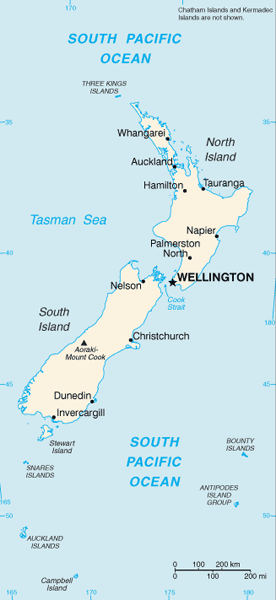 170
Chatham Islands and Kermadec
Islands are not shown.
SOUTH PACIFIC
OCEAN
THREE KINGS
ISLANDS
35
35
Whangarei
North
Island
Auckland
Hamilton
Tauranga
Tasman Sea
Napier
Palmerston
North
40
40
WELLINGTON
Nelson
Cook
Strait
South
Island
180
Christchurch
Aoraki-
Mount Cook
45
45
Dunedin
Invercargill
Stewart
Island
SOUTH
PACIFIC
OCEAN
BOUNTY
ISLANDS
SNARES
ISLANDS
ANTIPODES
ISLAND
GROUP
165
50
50
AUCKLAND
ISLANDS
0 100 200 km
0 100 200 mi
Campbell
Island
165
170
175
180